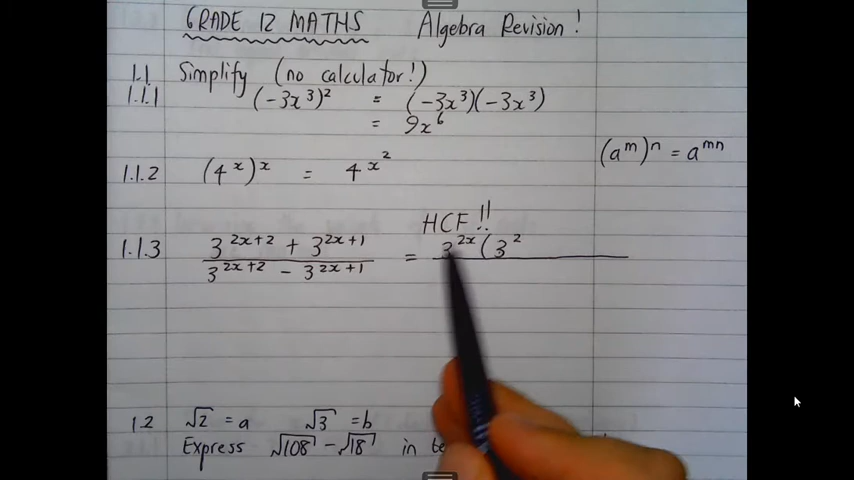 GRADE 12 MATHS Algebra Revision!
1.1 Simplify (no calculator!)
1.1.1 (-3x³)² = (-3x³)(-3x³)
= 9x⁶
(aᵐ)ⁿ = aᵐⁿ
1.1.2 (4ˣ)ˣ = 4^x²
HCF!!
1.1.3 (3^2x+2 + 3^2x+1)/(3^2x+2 - 3^2x+1) = 3^2x(3²
1.2 √2 = a √3 = b
Express √108 - √18 in